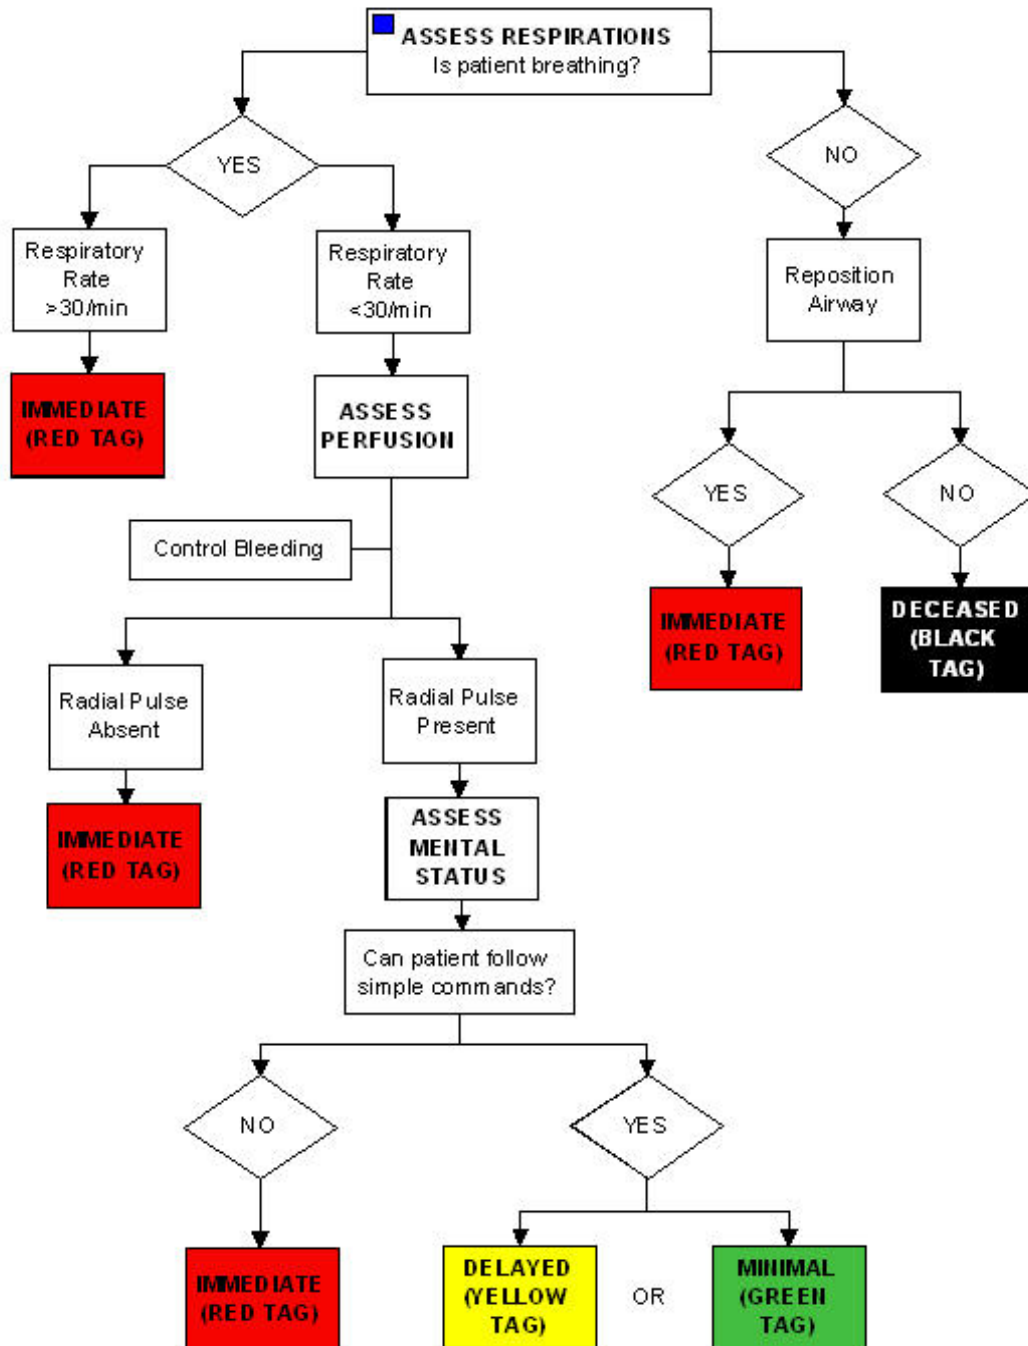 ASSESS RESPIRATIONS
Is patient breathing?
YES
NO
Respiratory
Rate
>30/min
Respiratory
Rate
<30/min
Reposition
Airway
IMMEDIATE
(RED TAG)
ASSESS
PERFUSION
YES
NO
Control Bleeding
IMMEDIATE
(RED TAG)
DECEASED
(BLACK
TAG)
Radial Pulse
Absent
Radial Pulse
Present
IMMEDIATE
(RED TAG)
ASSESS
MENTAL
STATUS
Can patient follow
simple commands?
NO
YES
IMMEDIATE
(RED TAG)
DELAYED
(YELLOW
TAG)
OR
MINIMAL
(GREEN
TAG)